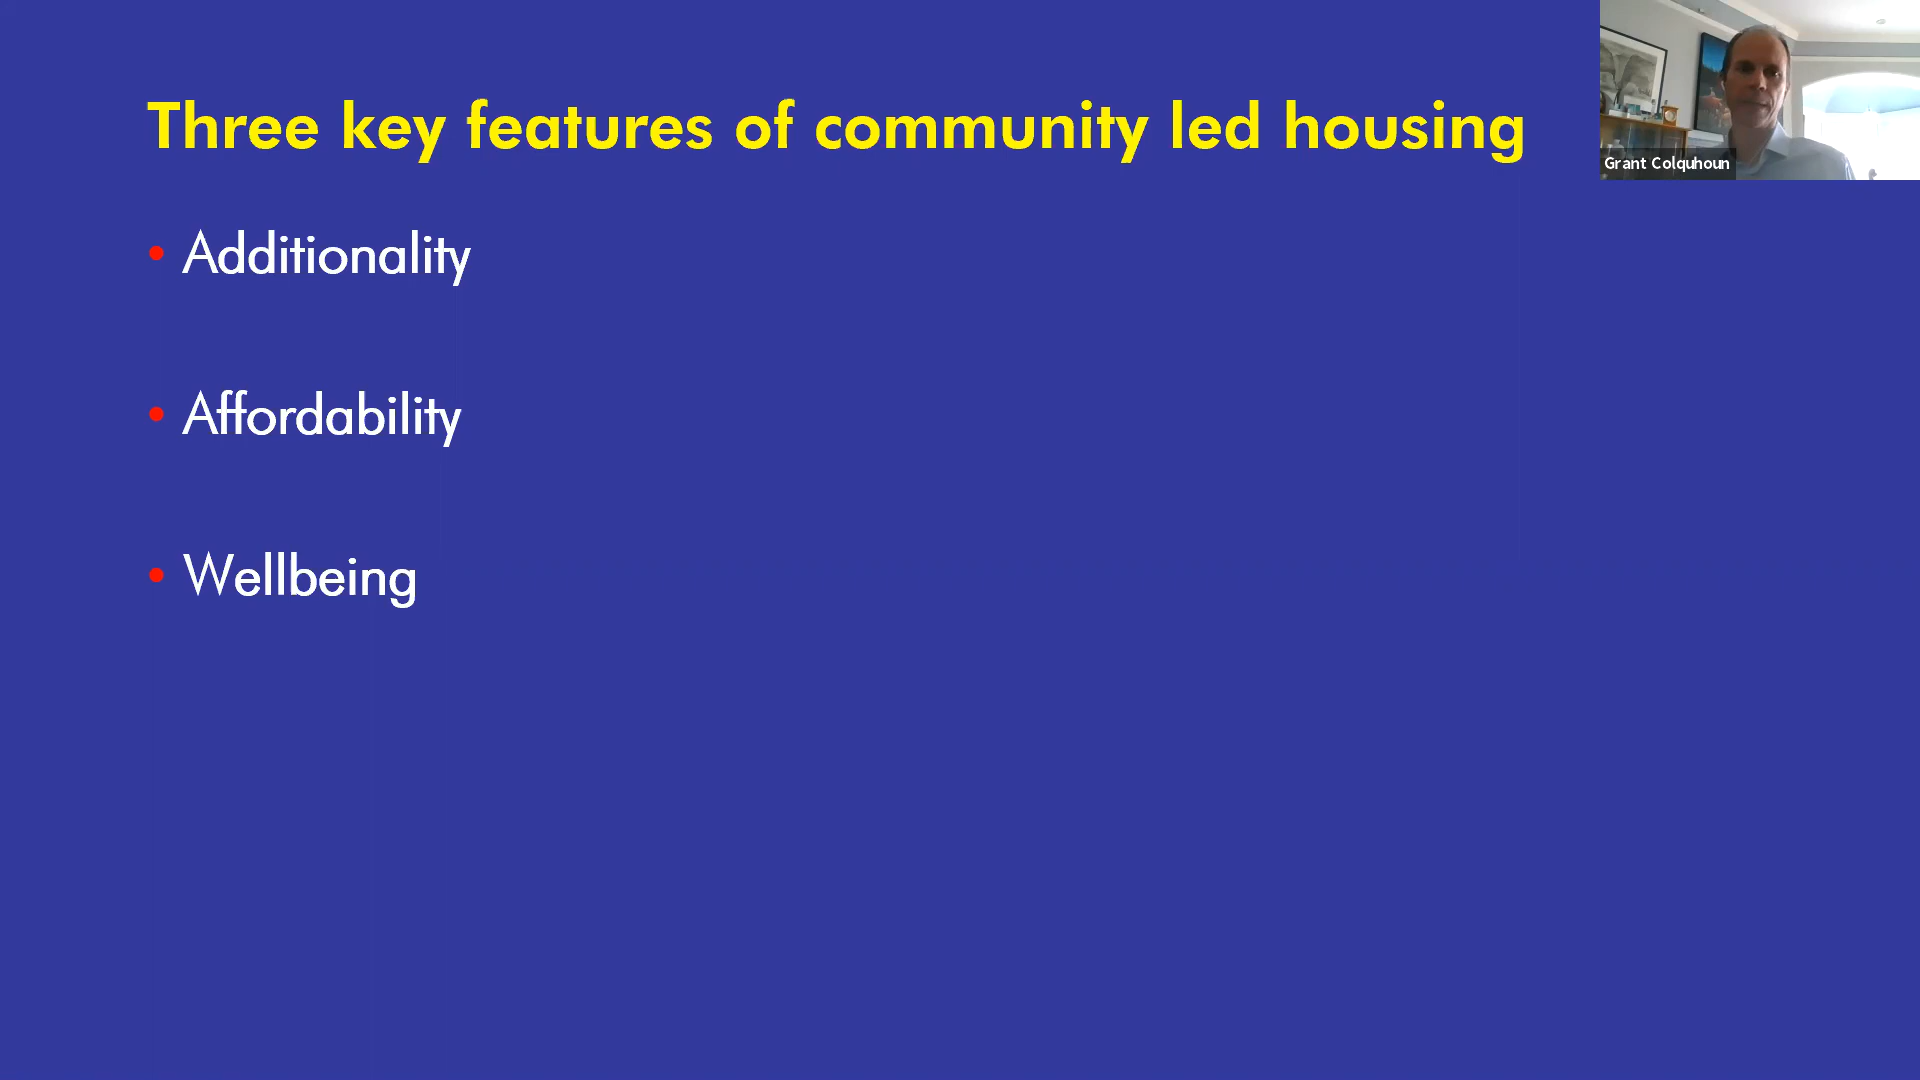 Three key features of community led housing
Grant Colquhoun
• Additionality
• Affordability
• Wellbeing